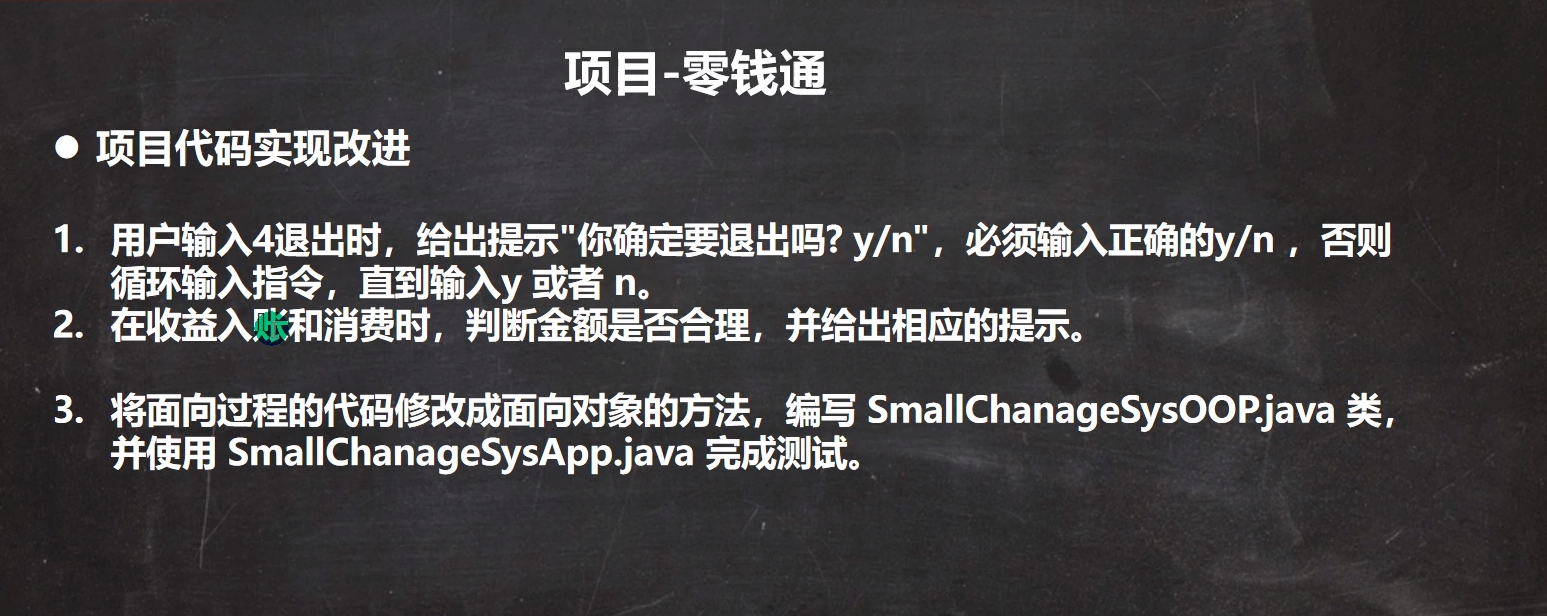 项目-零钱通
● 项目代码实现改进
1. 用户输入4退出时，给出提示"你确定要退出吗? y/n"，必须输入正确的y/n ，否则
循环输入指令，直到输入y 或者 n。
2. 在收益入账和消费时，判断金额是否合理，并给出相应的提示。
3. 将面向过程的代码修改成面向对象的方法，编写 SmallChanageSysOOP.java 类，
并使用 SmallChanageSysApp.java 完成测试。